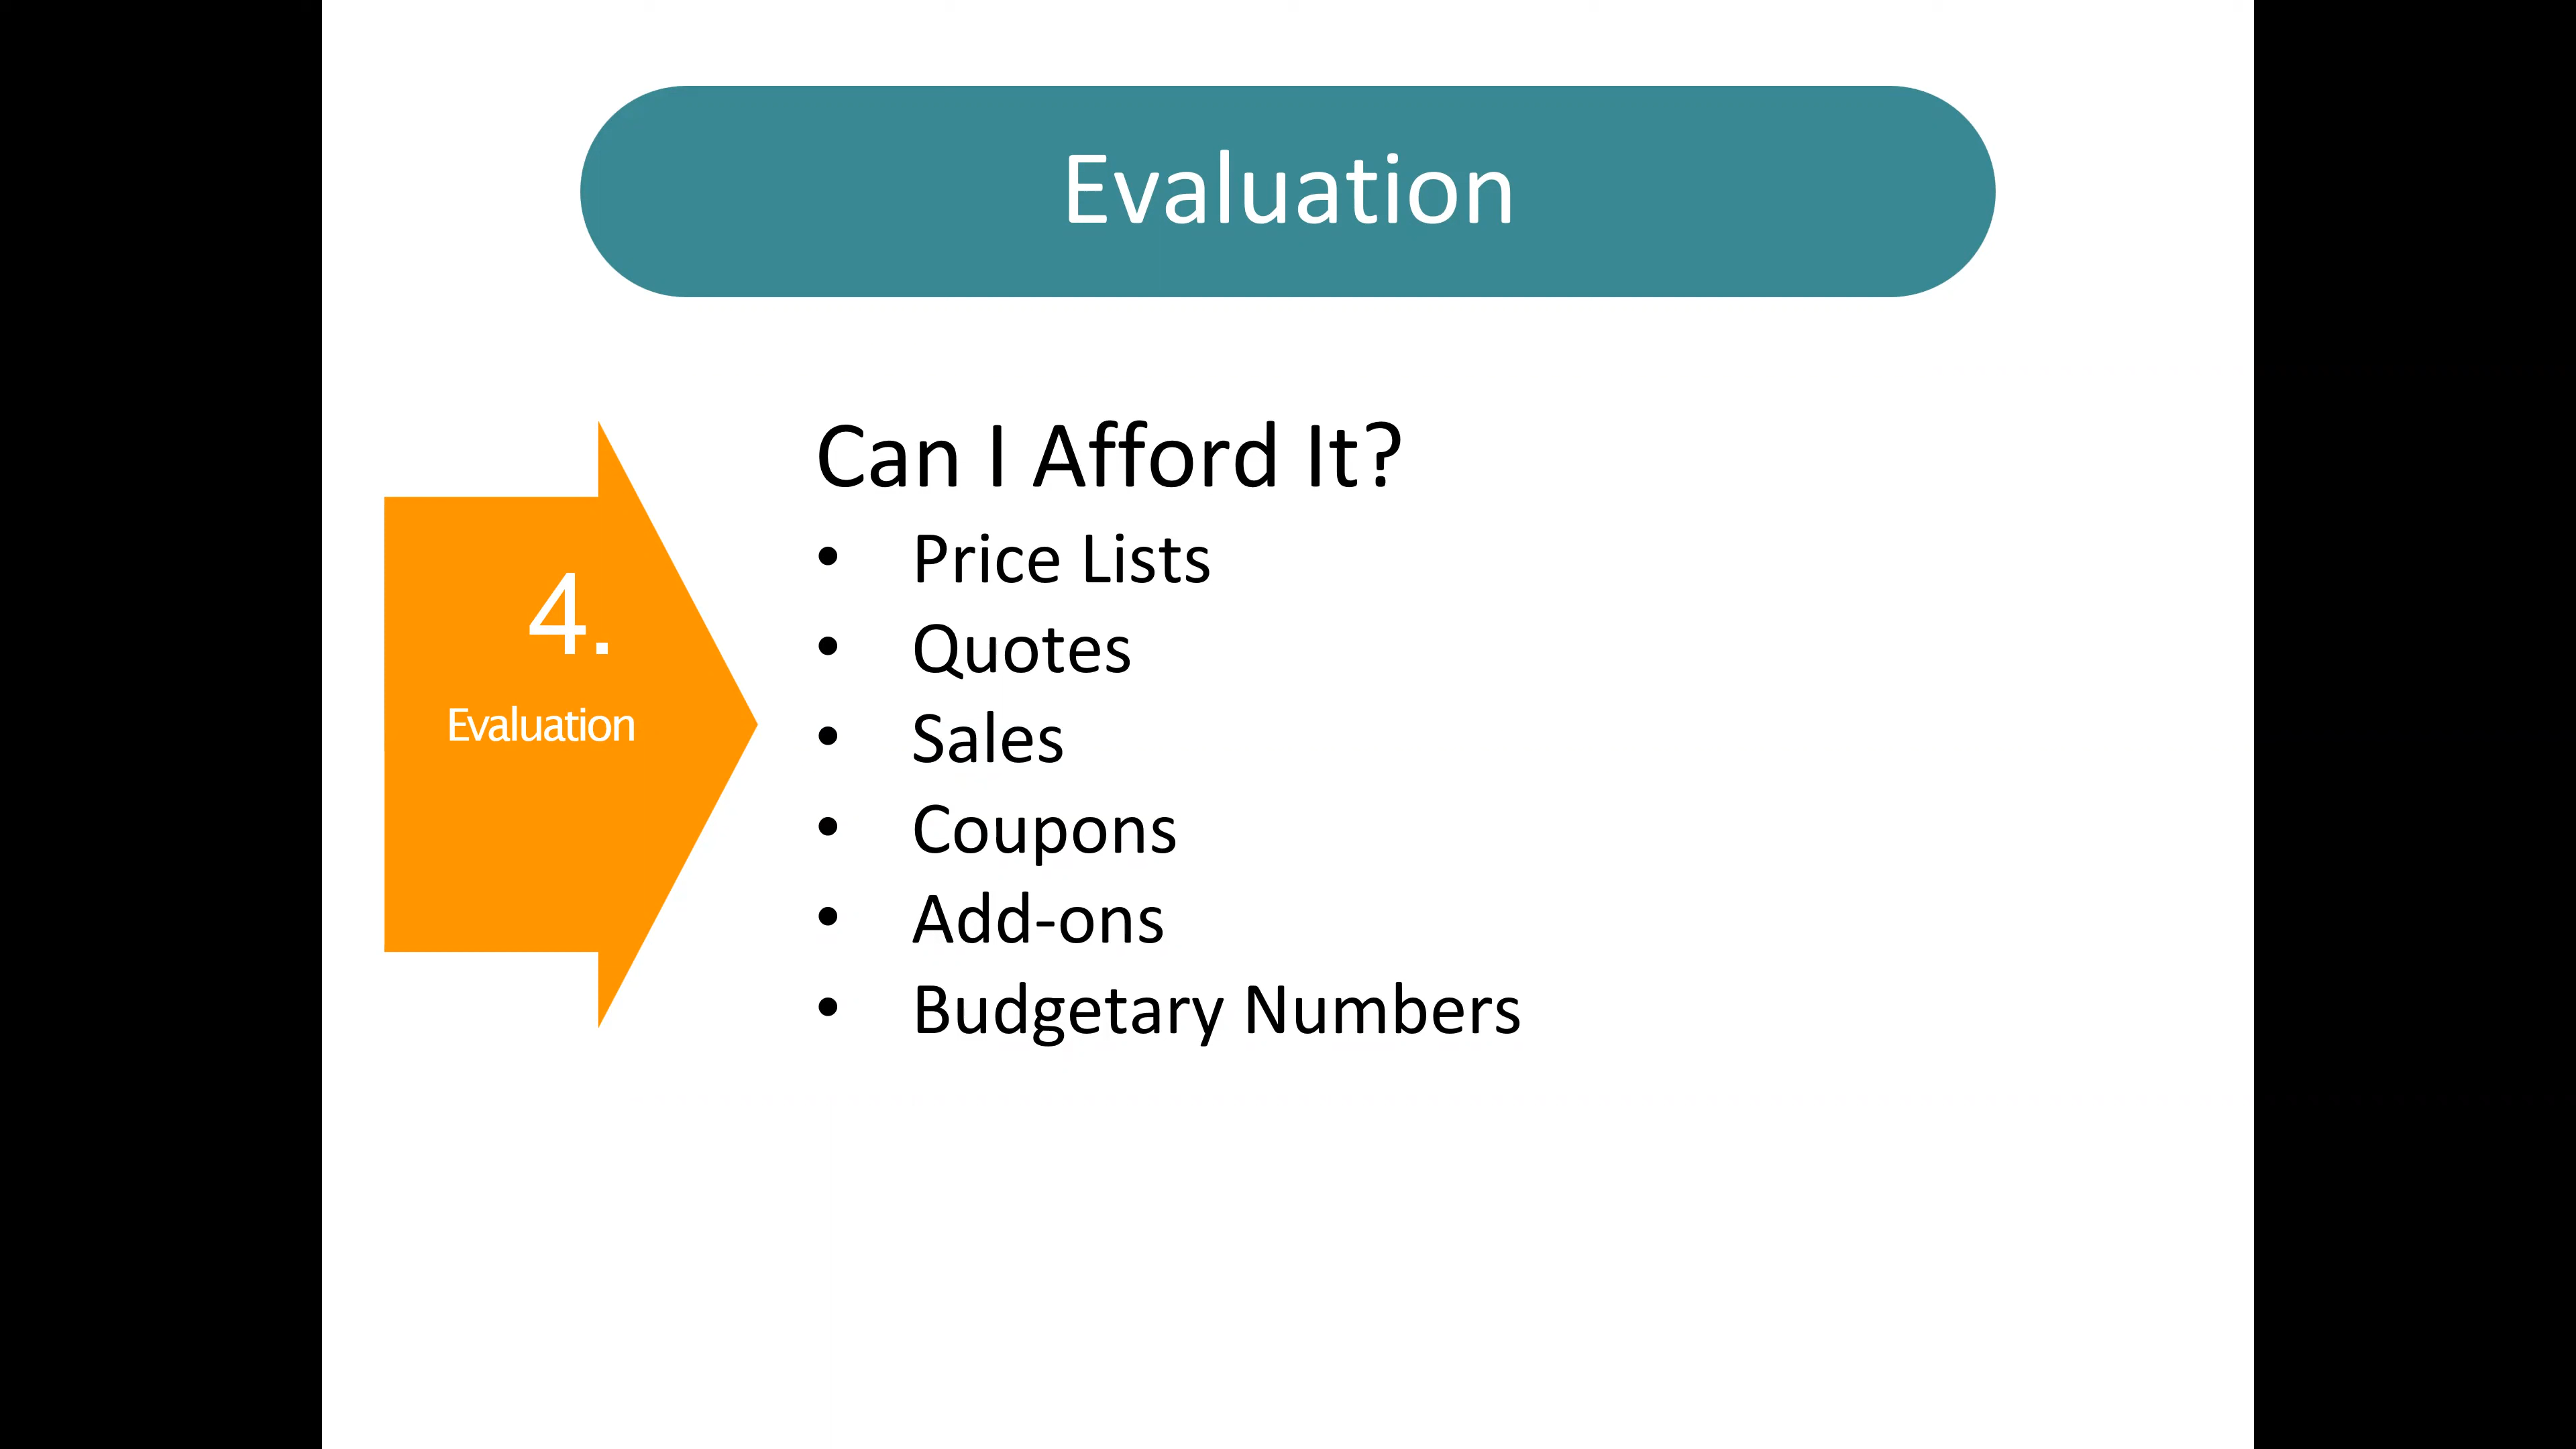 Evaluation
Can I Afford It?
4.
Evaluation
• Price Lists
• Quotes
• Sales
• Coupons
• Add-ons
• Budgetary Numbers